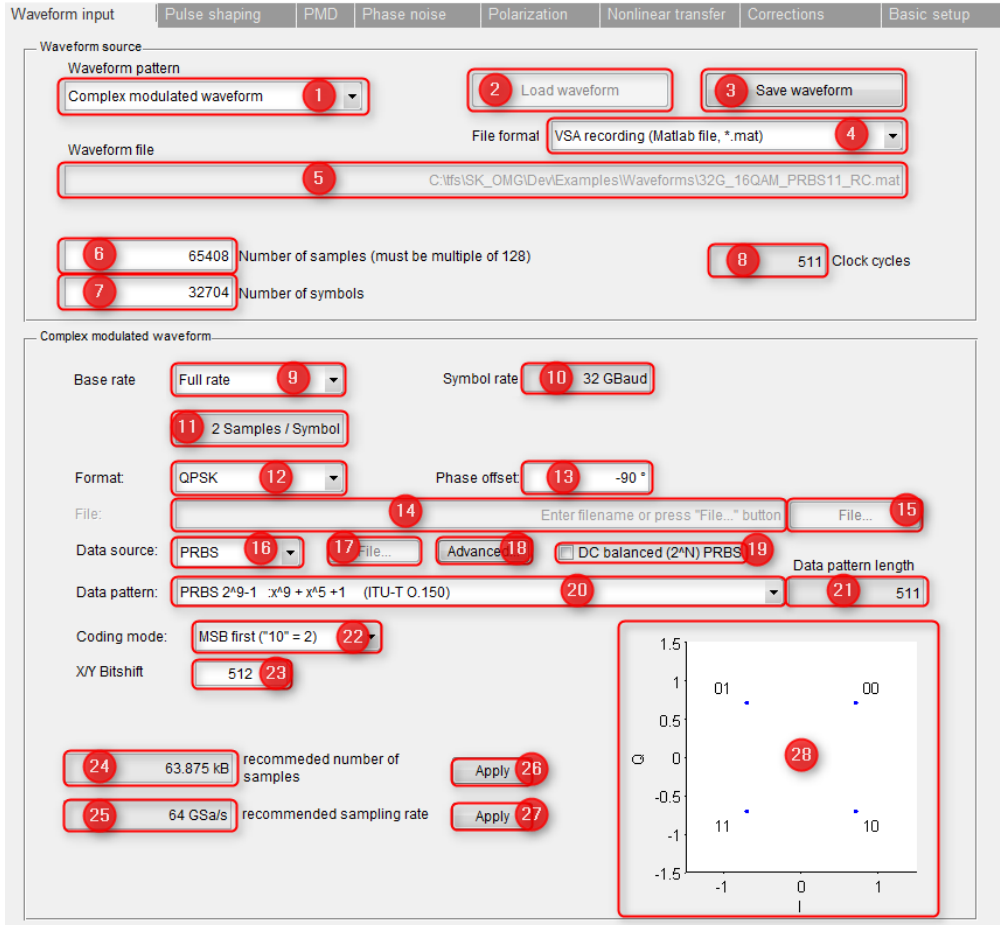 Waveform input Pulse shaping PMD Phase noise Polarization Nonlinear transfer Corrections Basic setup
Waveform source
Waveform pattern
Complex modulated waveform 1 2 Load waveform 3 Save waveform
File format VSA recording (Matlab file, *.mat) 4
Waveform file
5 C:\tfs\SK_OMG\Dev\Examples\Waveforms\32G_16QAM_PRBS11_RC.mat
6 65408 Number of samples (must be multiple of 128) 8 511 Clock cycles
7 32704 Number of symbols
Complex modulated waveform
Base rate Full rate 9 Symbol rate 10 32 GBaud
11 2 Samples / Symbol
Format: QPSK 12 Phase offset: 13 -90 °
File: 14 Enter filename or press "File..." button File... 15
Data source: PRBS 16 17 File... Advanced 18 DC balanced (2^N) PRBS 19
Data pattern length
Data pattern: PRBS 2^9-1 :x^9 + x^5 +1 (ITU-T O.150) 20 21 511
Coding mode: MSB first ("10" = 2) 22
X/Y Bitshift 512 23
1.5
1
01 00
0.5
Q 0 28
-0.5
11 10
-1
-1.5
-1 0 1
I
24 63.875 kB recommeded number of
samples Apply 26
25 64 GSa/s recommended sampling rate Apply 27